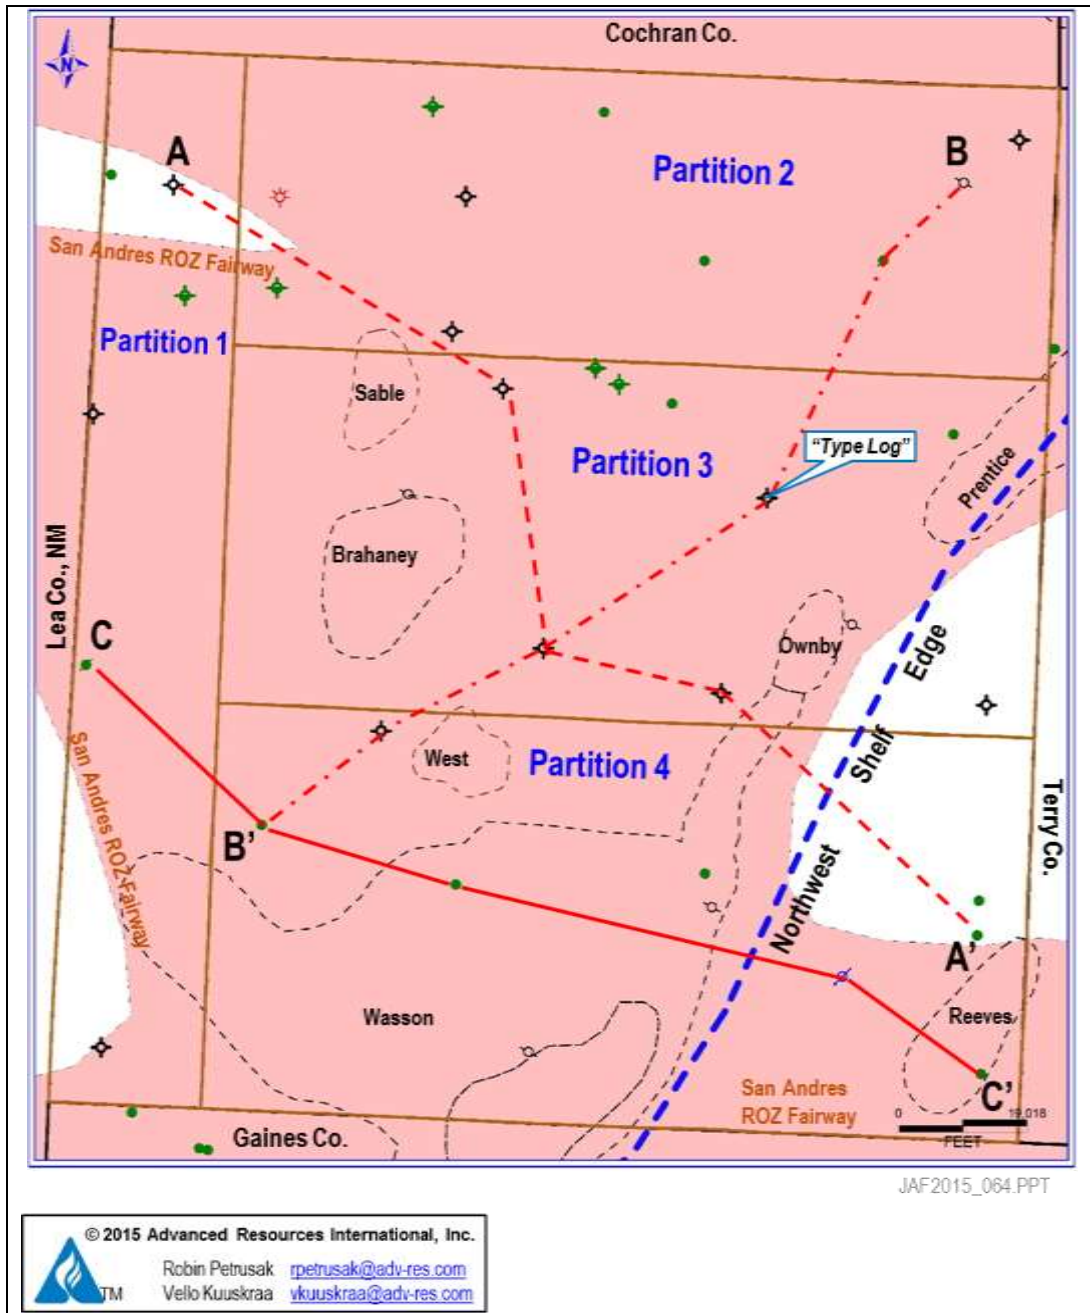 Cochran Co.
N
A
Partition 2
B
San Andres ROZ Fairway
Partition 1
Sable
"Type Log"
Partition 3
Prentice
Brahaney
Lea Co., NM
C
Ownby
Edge
Shelf
Northwest
West
Partition 4
San Andres ROZ Fairway
Terry Co.
B'
A'
Wasson
Reeves
San Andres
ROZ Fairway
C'
0 19,018
FEET
Gaines Co.
JAF2015_064.PPT
© 2015 Advanced Resources International, Inc.
Robin Petrusak rpetrusak@adv-res.com
Vello Kuuskraa vkuuskraa@adv-res.com
TM